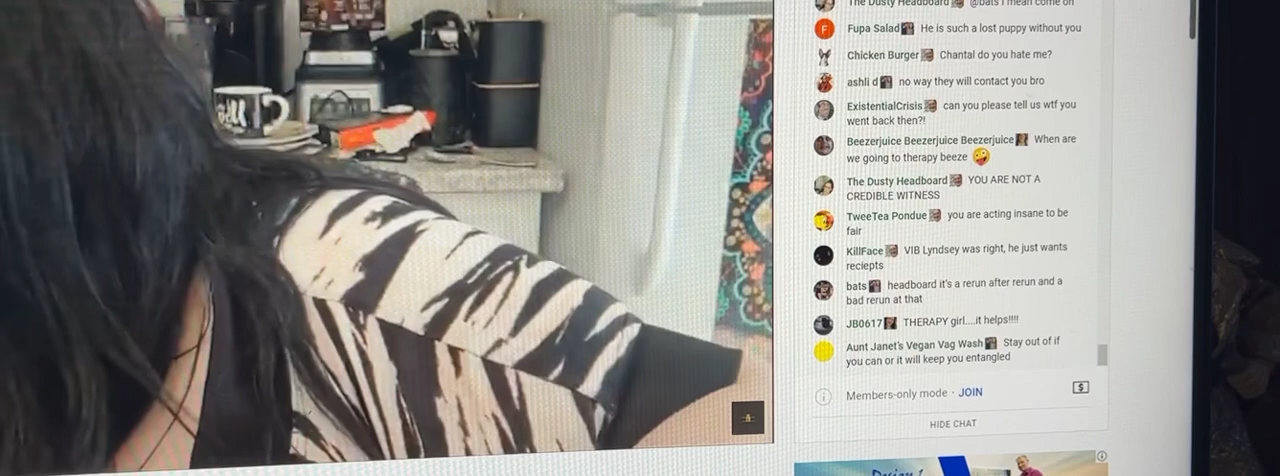 The Dusty Headboard @bats I mean come on
Fupa Salad He is such a lost puppy without you
Chicken Burger Chantal do you hate me?
ashli d no way they will contact you bro
ExistentialCrisis can you please tell us wtf you
went back then?!
Beezerjuice Beezerjuice Beezerjuice When are
we going to therapy beeze
The Dusty Headboard YOU ARE NOT A
CREDIBLE WITNESS
TweeTea Pondue you are acting insane to be
fair
KillFace VIB Lyndsey was right, he just wants
reciepts
bats headboard it's a rerun after rerun and a
bad rerun at that
JB0617 THERAPY girl....it helps!!!!
Aunt Janet's Vegan Vag Wash Stay out of if
you can or it will keep you entangled
Members-only mode · JOIN
HIDE CHAT